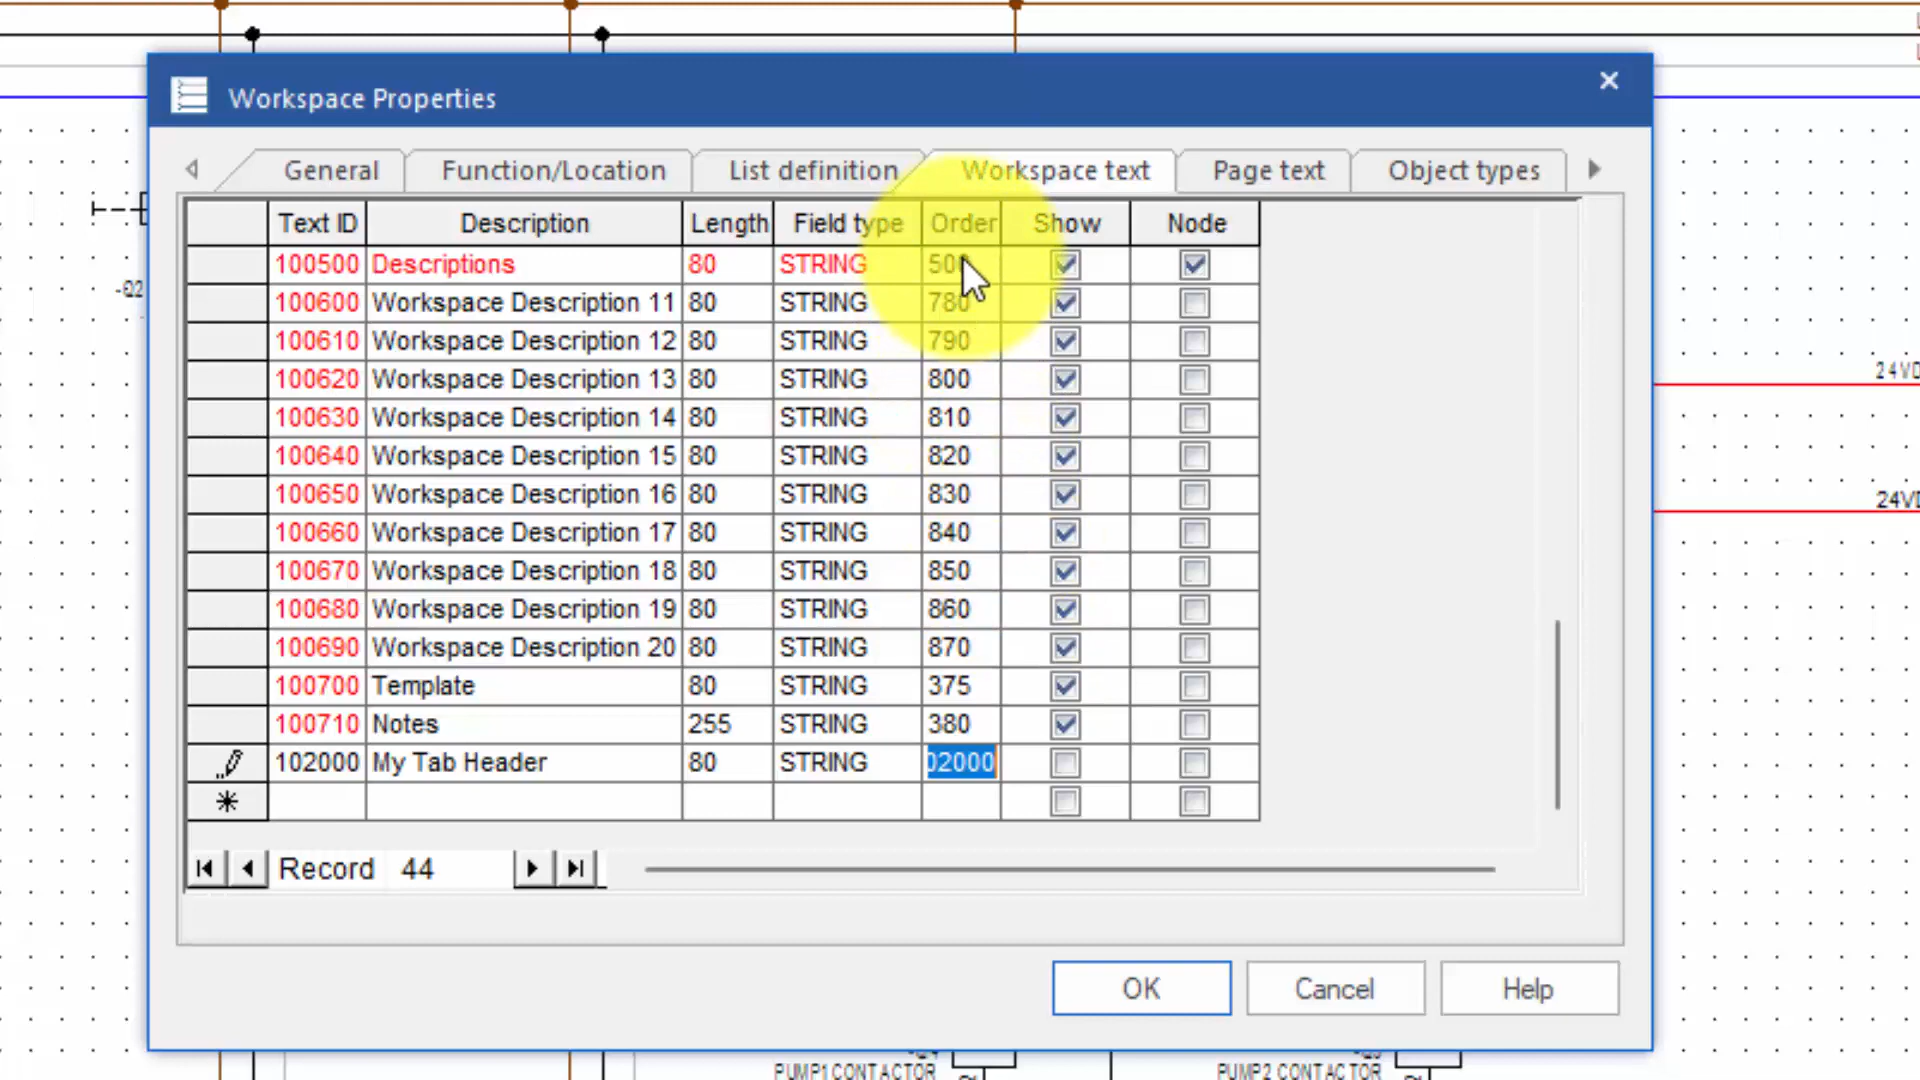 Workspace Properties
General Function/Location List definition Workspace text Page text Object types
Text ID Description Length Field type Order Show Node
100500 Descriptions 80 STRING 500
100600 Workspace Description 11 80 STRING 780
100610 Workspace Description 12 80 STRING 790
100620 Workspace Description 13 80 STRING 800
100630 Workspace Description 14 80 STRING 810
100640 Workspace Description 15 80 STRING 820
100650 Workspace Description 16 80 STRING 830
100660 Workspace Description 17 80 STRING 840
100670 Workspace Description 18 80 STRING 850
100680 Workspace Description 19 80 STRING 860
100690 Workspace Description 20 80 STRING 870
100700 Template 80 STRING 375
100710 Notes 255 STRING 380
102000 My Tab Header 80 STRING 02000
Record 44
OK Cancel Help
PUMP1 CONTACTOR PUMP2 CONTACTOR